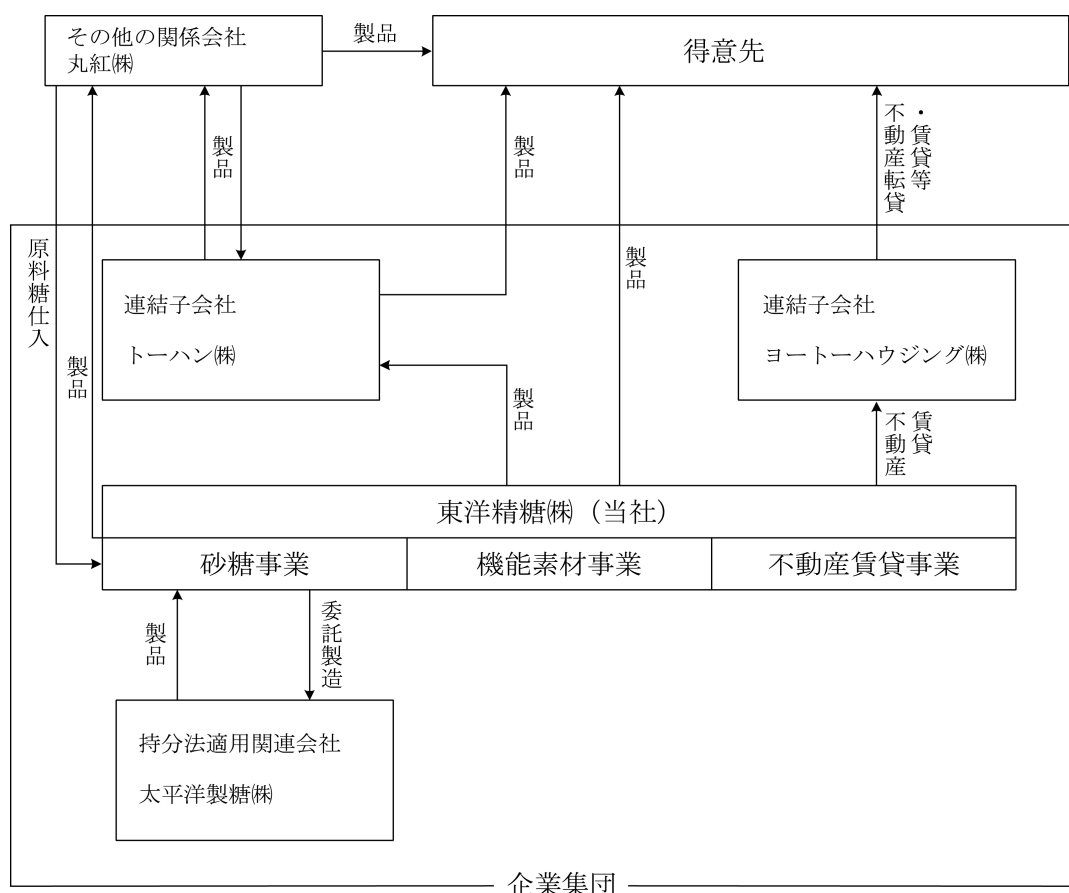 その他の関係会社
丸紅㈱
製品
得意先
製品
製品
不動産転貸
・賃貸等
原料糖仕入
製品
製品
連結子会社
トーハン㈱
連結子会社
ヨートーハウジング㈱
製品
不動産
賃貸
東洋精糖㈱（当社）
砂糖事業
機能素材事業
不動産賃貸事業
製品
委託製造
持分法適用関連会社
太平洋製糖㈱
企業集団